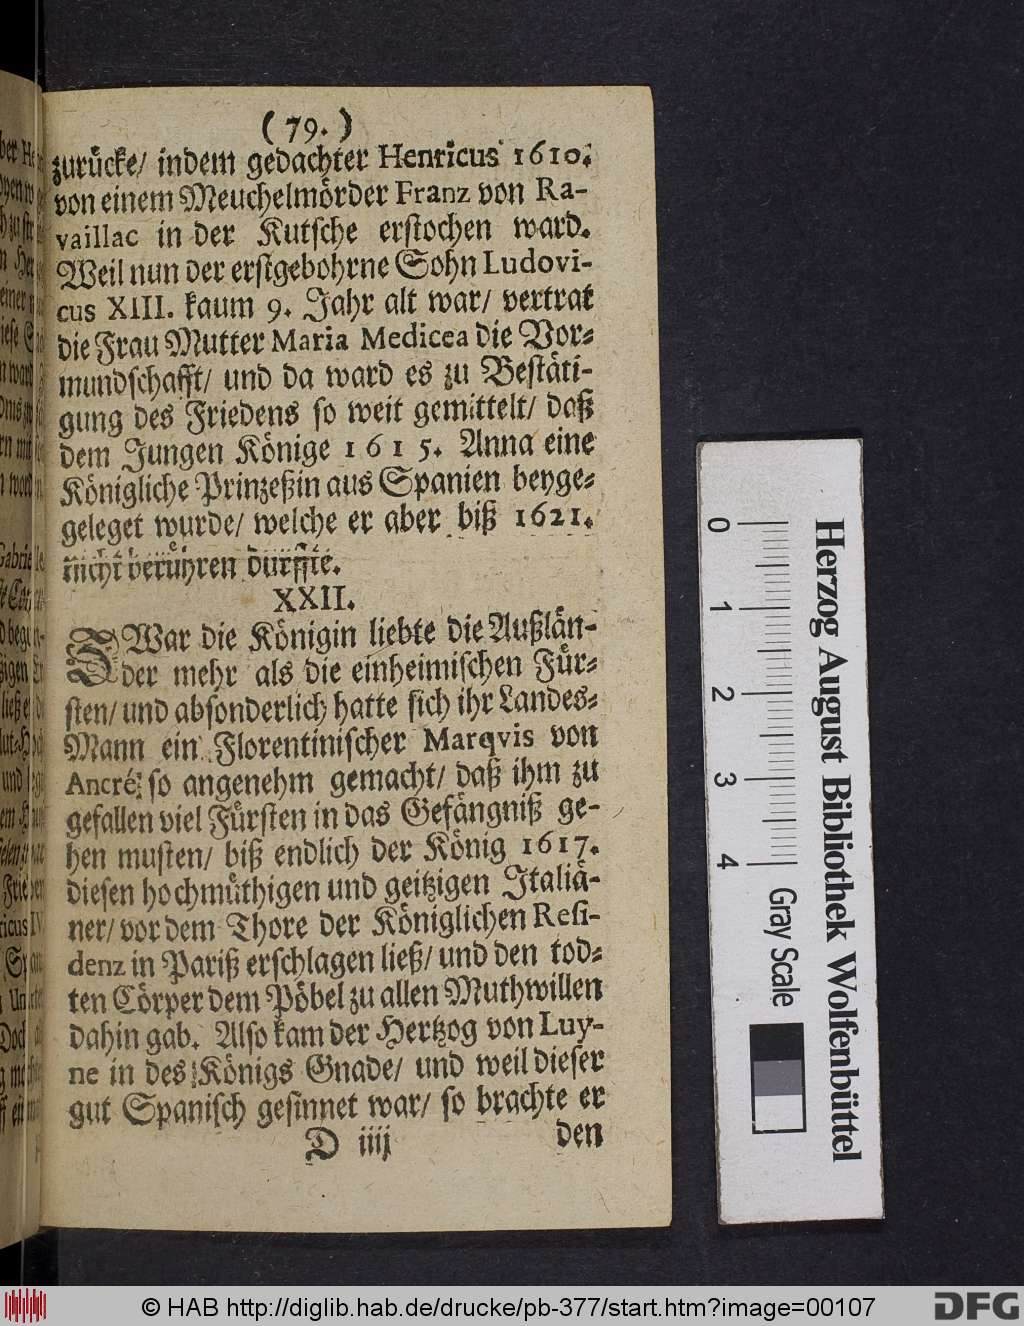 (79.)
zurücke/ indem gedachter Henricus 1610.
von einem Meuchelmörder Franz von Ra-
vaillac in der Kutsche erstochen ward.
Weil nun der erstgebohrne Sohn Ludovi-
cus XIII. kaum 9. Jahr alt war/ vertrat
die Frau Mutter Maria Medicea die Vor-
mundschafft/ und da ward es zu Bestäti-
gung des Friedens so weit gemittelt/ daß
dem Jungen Könige 1615. Anna eine
Königliche Prinzeßin aus Spanien beyge-
geleget wurde/ welche er aber biß 1621.
nicht berühren durffte.
XXII.
ZWar die Königin liebte die Außlän-
der mehr als die einheimischen Für-
sten/ und absonderlich hatte sich ihr Landes-
Mann ein Florentinischer Marqvis von
Ancré so angenehm gemacht/ daß ihm zu
gefallen viel Fürsten in das Gefängniß ge-
hen musten/ biß endlich der König 1617.
diesen hochmüthigen und geitzigen Italiä-
ner/ vor dem Thore der Königlichen Resi-
denz in Pariß erschlagen ließ/ und den tod-
ten Cörper dem Pöbel zu allen Muthwillen
dahin gab. Also kam der Hertzog von Luy-
ne in des Königs Gnade/ und weil dieser
gut Spanisch gesinnet war/ so brachte er
D iiij
den
0 1 2 3 4
Gray Scale
Herzog August Bibliothek Wolfenbüttel
© HAB http://diglib.hab.de/drucke/pb-377/start.htm?image=00107
DFG